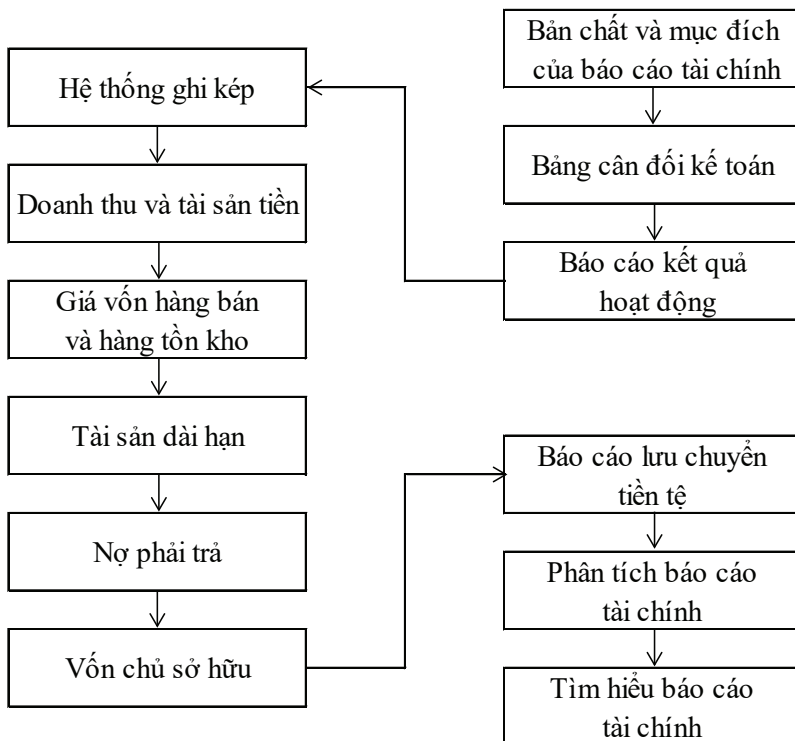 Bản chất và mục đích
của báo cáo tài chính
Bảng cân đối kế toán
Báo cáo kết quả
hoạt động
Hệ thống ghi kép
Doanh thu và tài sản tiền
Giá vốn hàng bán
và hàng tồn kho
Tài sản dài hạn
Nợ phải trả
Vốn chủ sở hữu
Báo cáo lưu chuyển
tiền tệ
Phân tích báo cáo
tài chính
Tìm hiểu báo cáo
tài chính